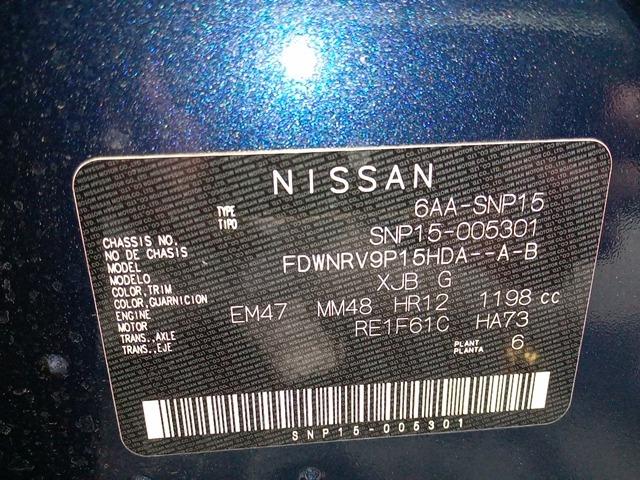 NISSAN
TYPE
TIPO
6AA-SNP15
CHASSIS NO.
NO DE CHASIS
SNP15-005301
MODEL
MODELO
FDWNRV9P15HDA--A-B
COLOR,TRIM
COLOR,GUARNICION
XJB G
ENGINE
MOTOR
EM47 MM48 HR12 1198 cc
TRANS.,AXLE
TRANS.,EJE
RE1F61C HA73
PLANT
PLANTA
6
SNP15-005301